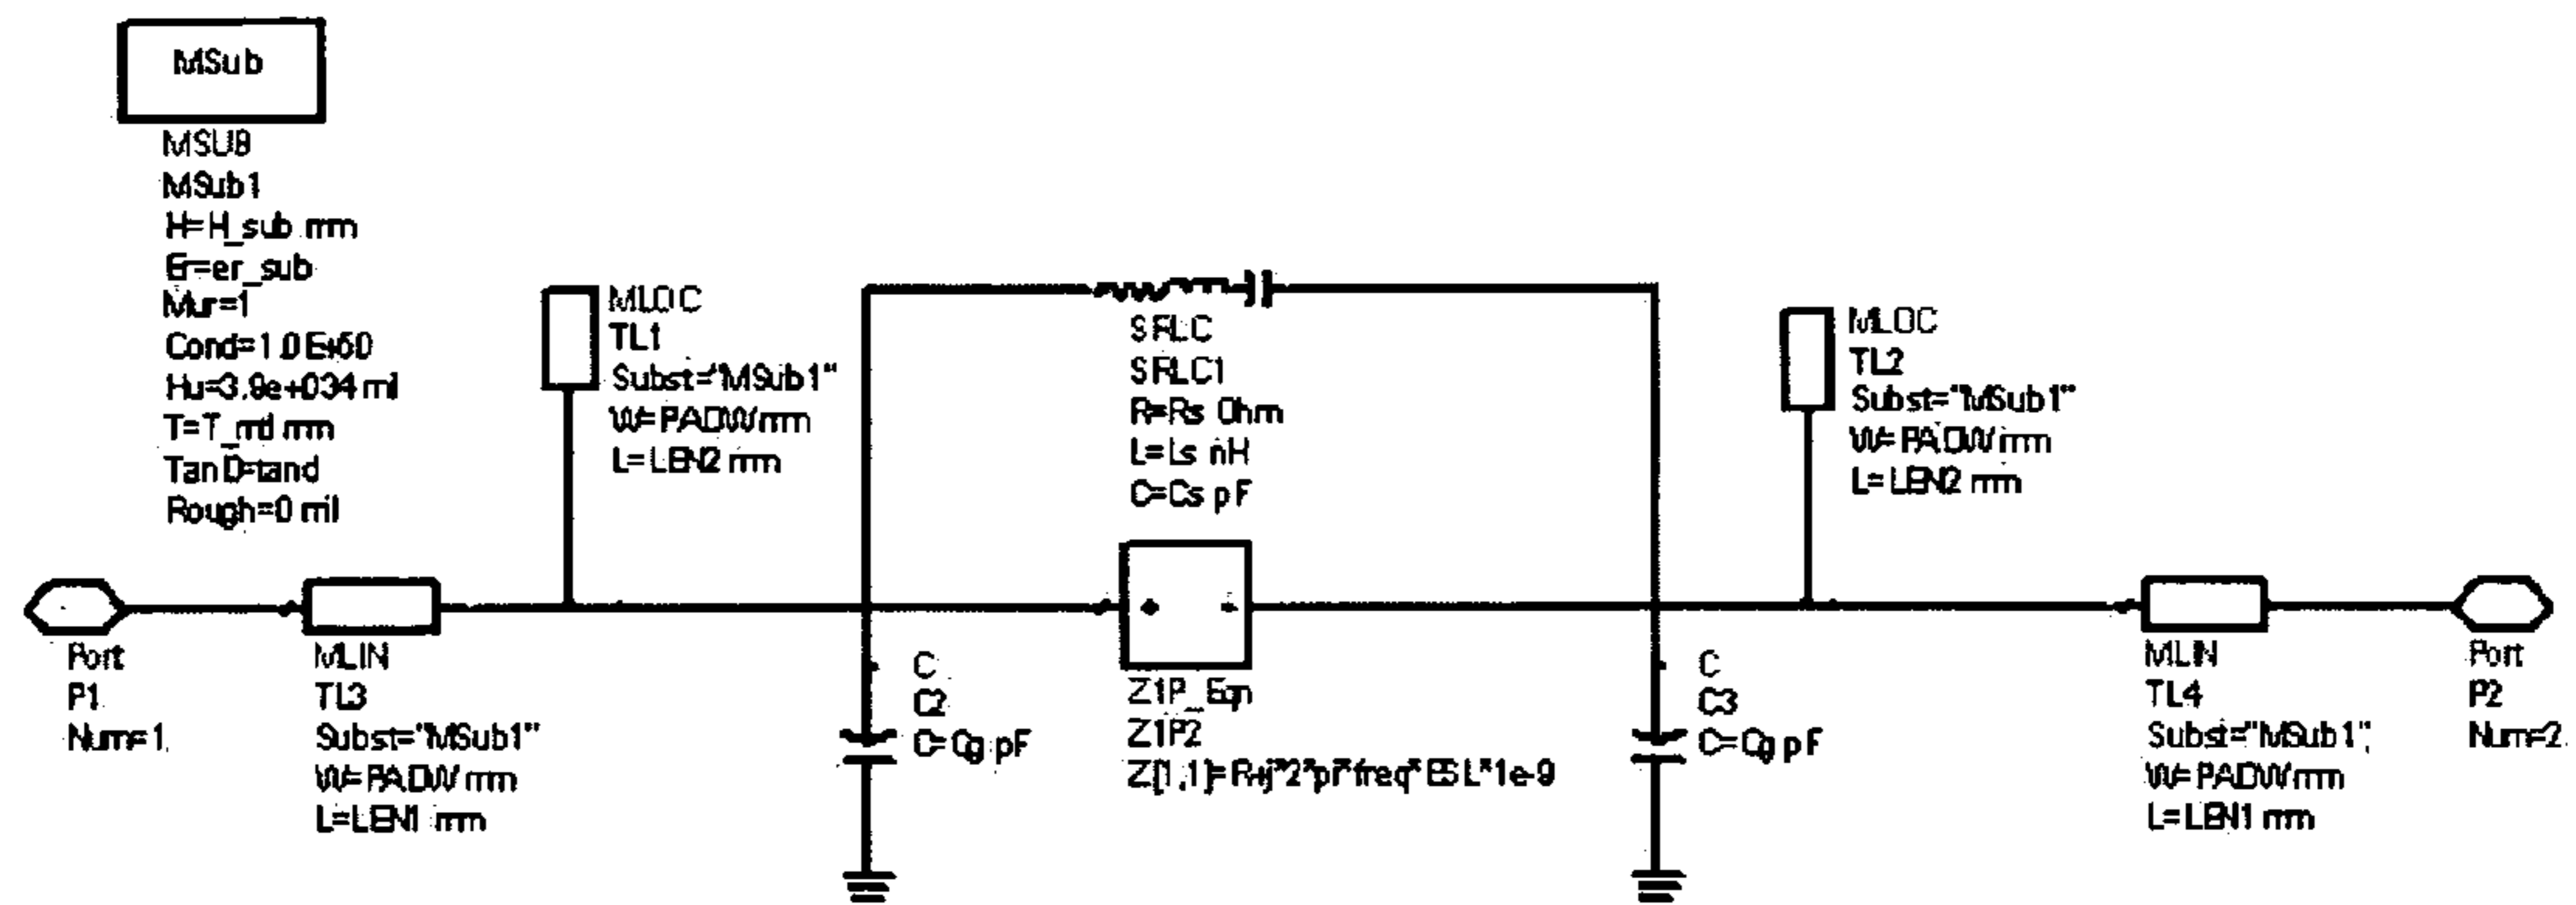 MSub
MSUB
MSub1
H=H_sub mm
Er=er_sub
Mur=1
Cond=1.0E+50
Hu=3.9e+034 mil
T=T_mtl mm
TanD=tand
Rough=0 mil
MLOC
TL1
Subst="MSub1"
W=PADW mm
L=LEN2 mm
SRLC
SRLC1
R=Rs Ohm
L=Ls nH
C=Cs pF
MLOC
TL2
Subst="MSub1"
W=PADW mm
L=LEN2 mm
Port
P1
Num=1
MLIN
TL3
Subst="MSub1"
W=PADW mm
L=LEN1 mm
C
C2
C=Cg pF
+ -
Z1P_Eqn
Z1P2
Z[1,1]=R+j*2*pi*freq*ESL*1e-9
C
C3
C=Cg pF
MLIN
TL4
Subst="MSub1"
W=PADW mm
L=LEN1 mm
Port
P2
Num=2